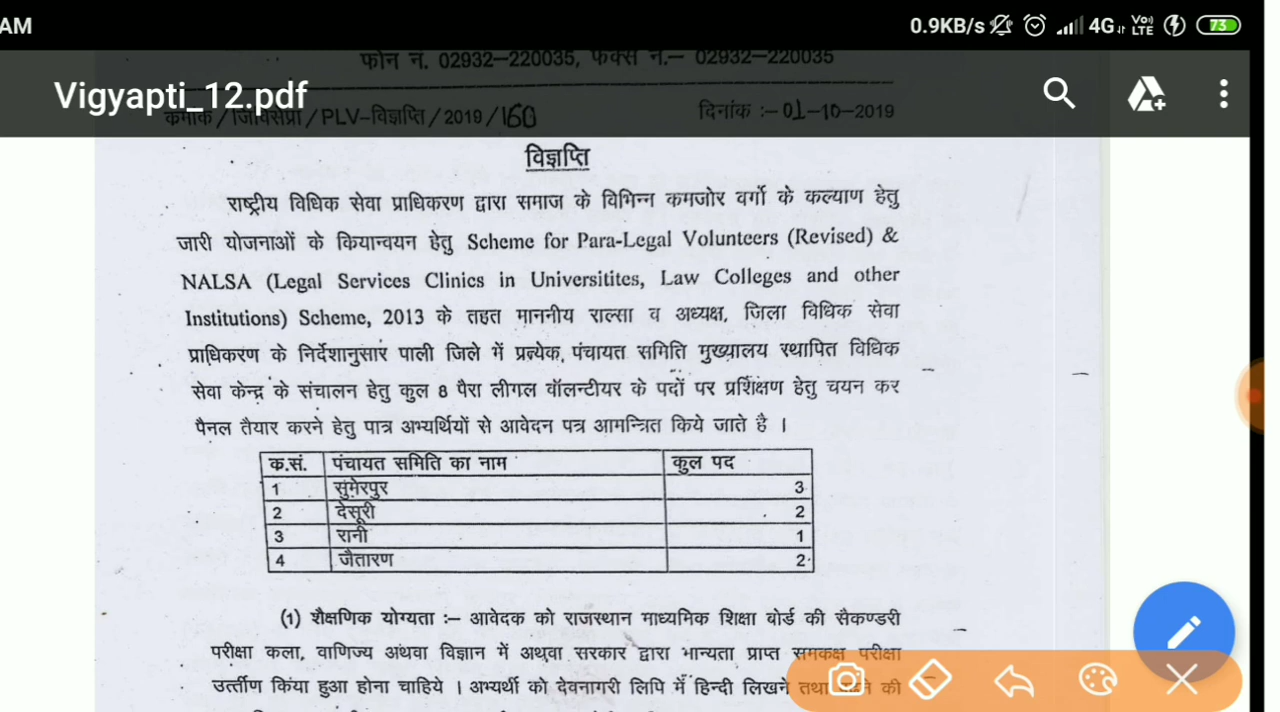 AM 0.9KB/s 4G Vo) LTE 73
फोन न. 02932-220035, फैक्स न.- 02932-220035
Vigyapti_12.pdf
कमांक/जिविसेप्रा/PLV-विज्ञप्ति/2019/160 दिनांक :- 01-10-2019
विज्ञप्ति
राष्ट्रीय विधिक सेवा प्राधिकरण द्वारा समाज के विभिन्न कमजोर वर्गो के कल्याण हेतु
जारी योजनाओं के कियान्वयन हेतु Scheme for Para-Legal Volunteers (Revised) &
NALSA (Legal Services Clinics in Universitites, Law Colleges and other
Institutions) Scheme, 2013 के तहत माननीय राल्सा व अध्यक्ष, जिला विधिक सेवा
प्राधिकरण के निर्देशानुसार पाली जिले में प्रत्येक, पंचायत समिति मुख्यालय स्थापित विधिक
सेवा केन्द्र के संचालन हेतु कुल 8 पैरा लीगल वॉलन्टीयर के पदों पर प्रर्शिक्षण हेतु चयन कर
पैनल तैयार करने हेतु पात्र अभ्यर्थियों से आवेदन पत्र आमन्त्रित किये जाते है ।
क.सं. पंचायत समिति का नाम कुल पद
1 सुमेरपुर 3
2 देसूरी 2
3 रानी 1
4 जैतारण 2
(1) शैक्षणिक योग्यता :- आवेदक को राजस्थान माध्यमिक शिक्षा बोर्ड की सैकण्डरी
परीक्षा कला, वाणिज्य अथवा विज्ञान में अथवा सरकार द्वारा मान्यता प्राप्त समकक्ष परीक्षा
उर्त्तीण किया हुआ होना चाहिये । अभ्यर्थी को देवनागरी लिपि में हिन्दी लिखने तथा की